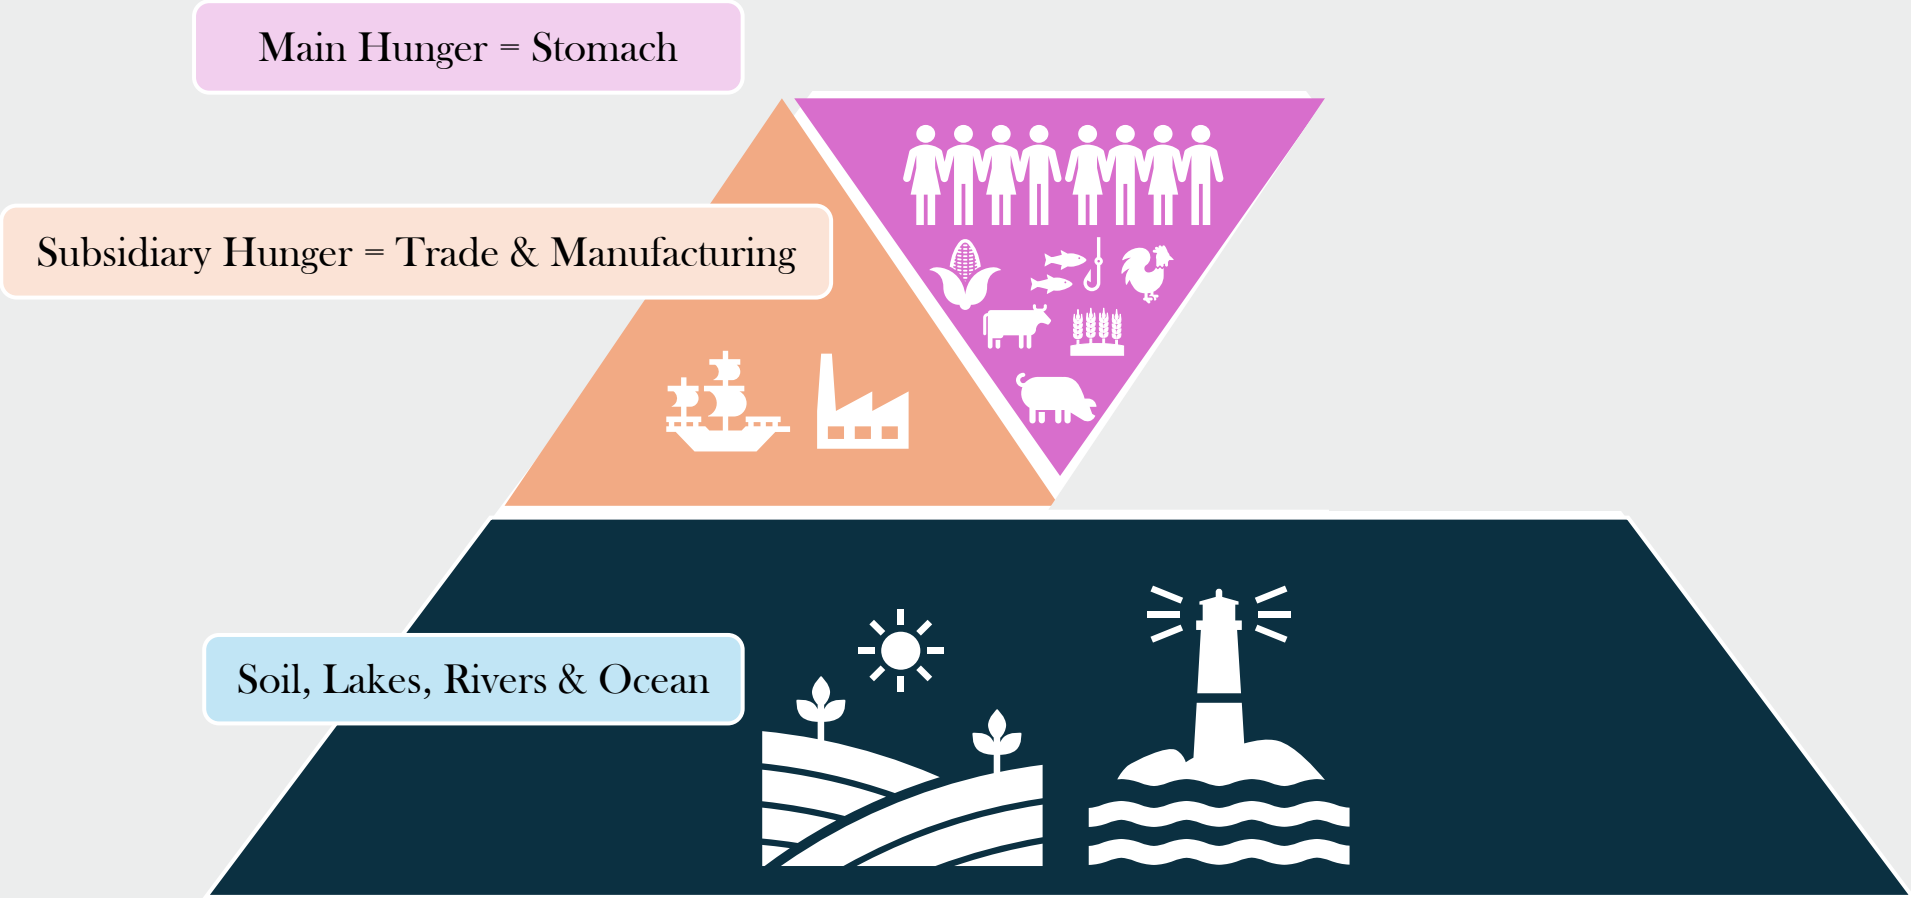 Main Hunger = Stomach
Subsidiary Hunger = Trade & Manufacturing
Soil, Lakes, Rivers & Ocean